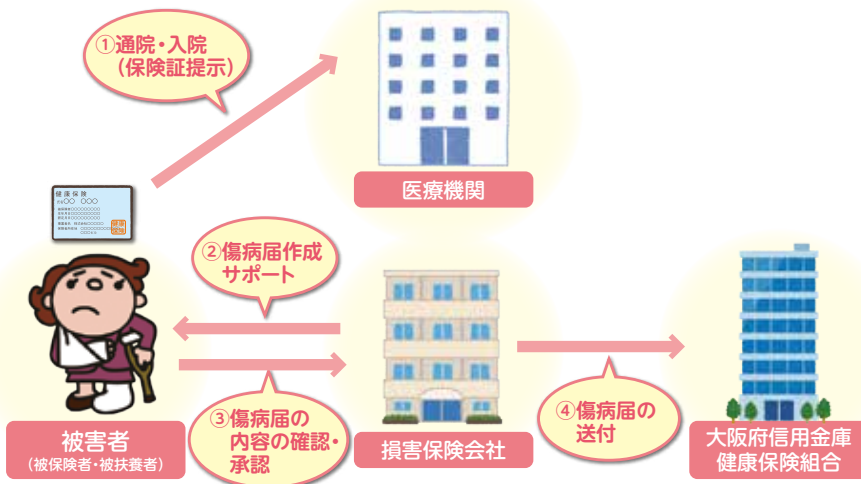 ①通院・入院
(保険証提示)
医療機関
健康保険
②傷病届作成
サポート
③傷病届の
内容の確認・
承認
④傷病届の
送付
被害者
(被保険者・被扶養者)
損害保険会社
大阪府信用金庫
健康保険組合